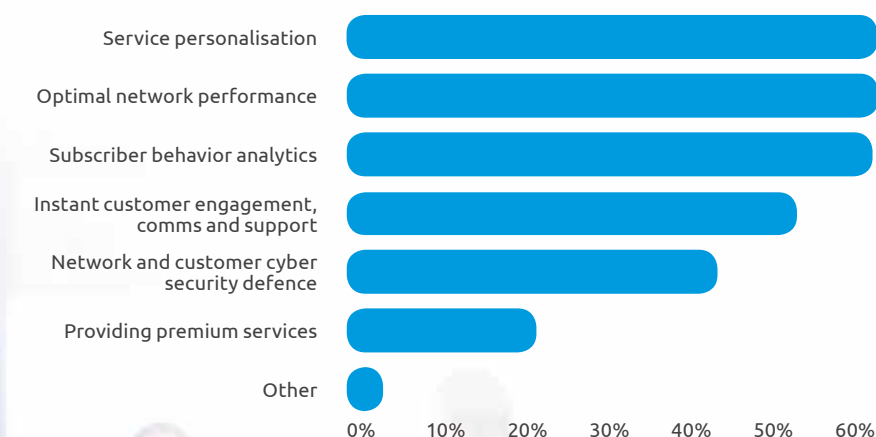 Service personalisation
Optimal network performance
Subscriber behavior analytics
Instant customer engagement,
comms and support
Network and customer cyber
security defence
Providing premium services
Other
0% 10% 20% 30% 40% 50% 60%